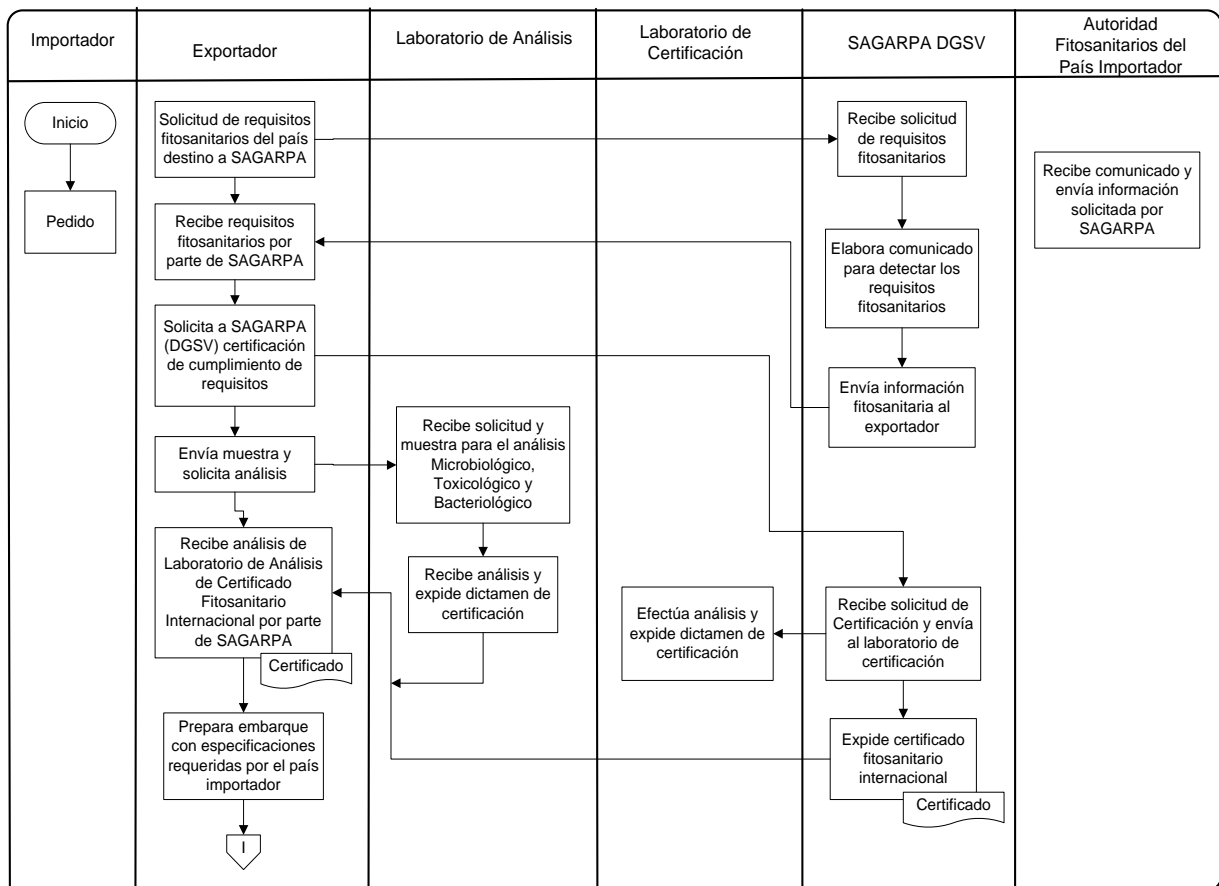 Importador
Exportador
Laboratorio de Análisis
Laboratorio de
Certificación
SAGARPA DGSV
Autoridad
Fitosanitarios del
País Importador
Inicio
Pedido
Solicitud de requisitos
fitosanitarios del país
destino a SAGARPA
Recibe requisitos
fitosanitarios por
parte de SAGARPA
Solicita a SAGARPA
(DGSV) certificación
de cumplimiento de
requisitos
Envía muestra y
solicita análisis
Recibe análisis de
Laboratorio de Análisis
de Certificado
Fitosanitario
Internacional por parte
de SAGARPA
Certificado
Prepara embarque
con especificaciones
requeridas por el país
importador
I
Recibe solicitud y
muestra para el análisis
Microbiológico,
Toxicológico y
Bacteriológico
Recibe análisis y
expide dictamen de
certificación
Efectúa análisis y
expide dictamen de
certificación
Recibe solicitud
de requisitos
fitosanitarios
Elabora comunicado
para detectar los
requisitos
fitosanitarios
Envía información
fitosanitaria al
exportador
Recibe solicitud de
Certificación y envía
al laboratorio de
certificación
Expide certificado
fitosanitario
internacional
Certificado
Recibe comunicado y
envía información
solicitada por
SAGARPA